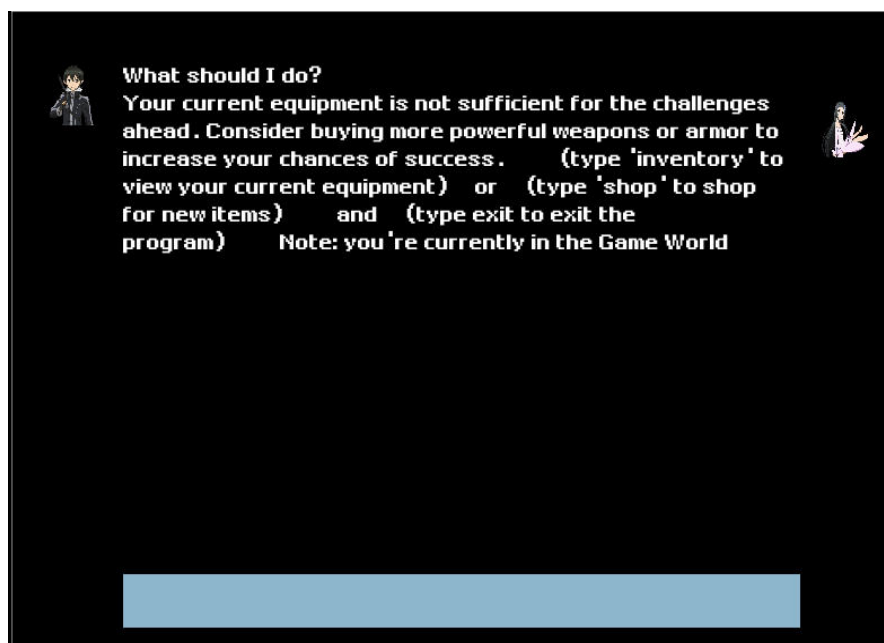 What should I do?
Your current equipment is not sufficient for the challenges
ahead. Consider buying more powerful weapons or armor to
increase your chances of success. (type 'inventory' to
view your current equipment) or (type 'shop' to shop
for new items) and (type exit to exit the
program) Note: you're currently in the Game World